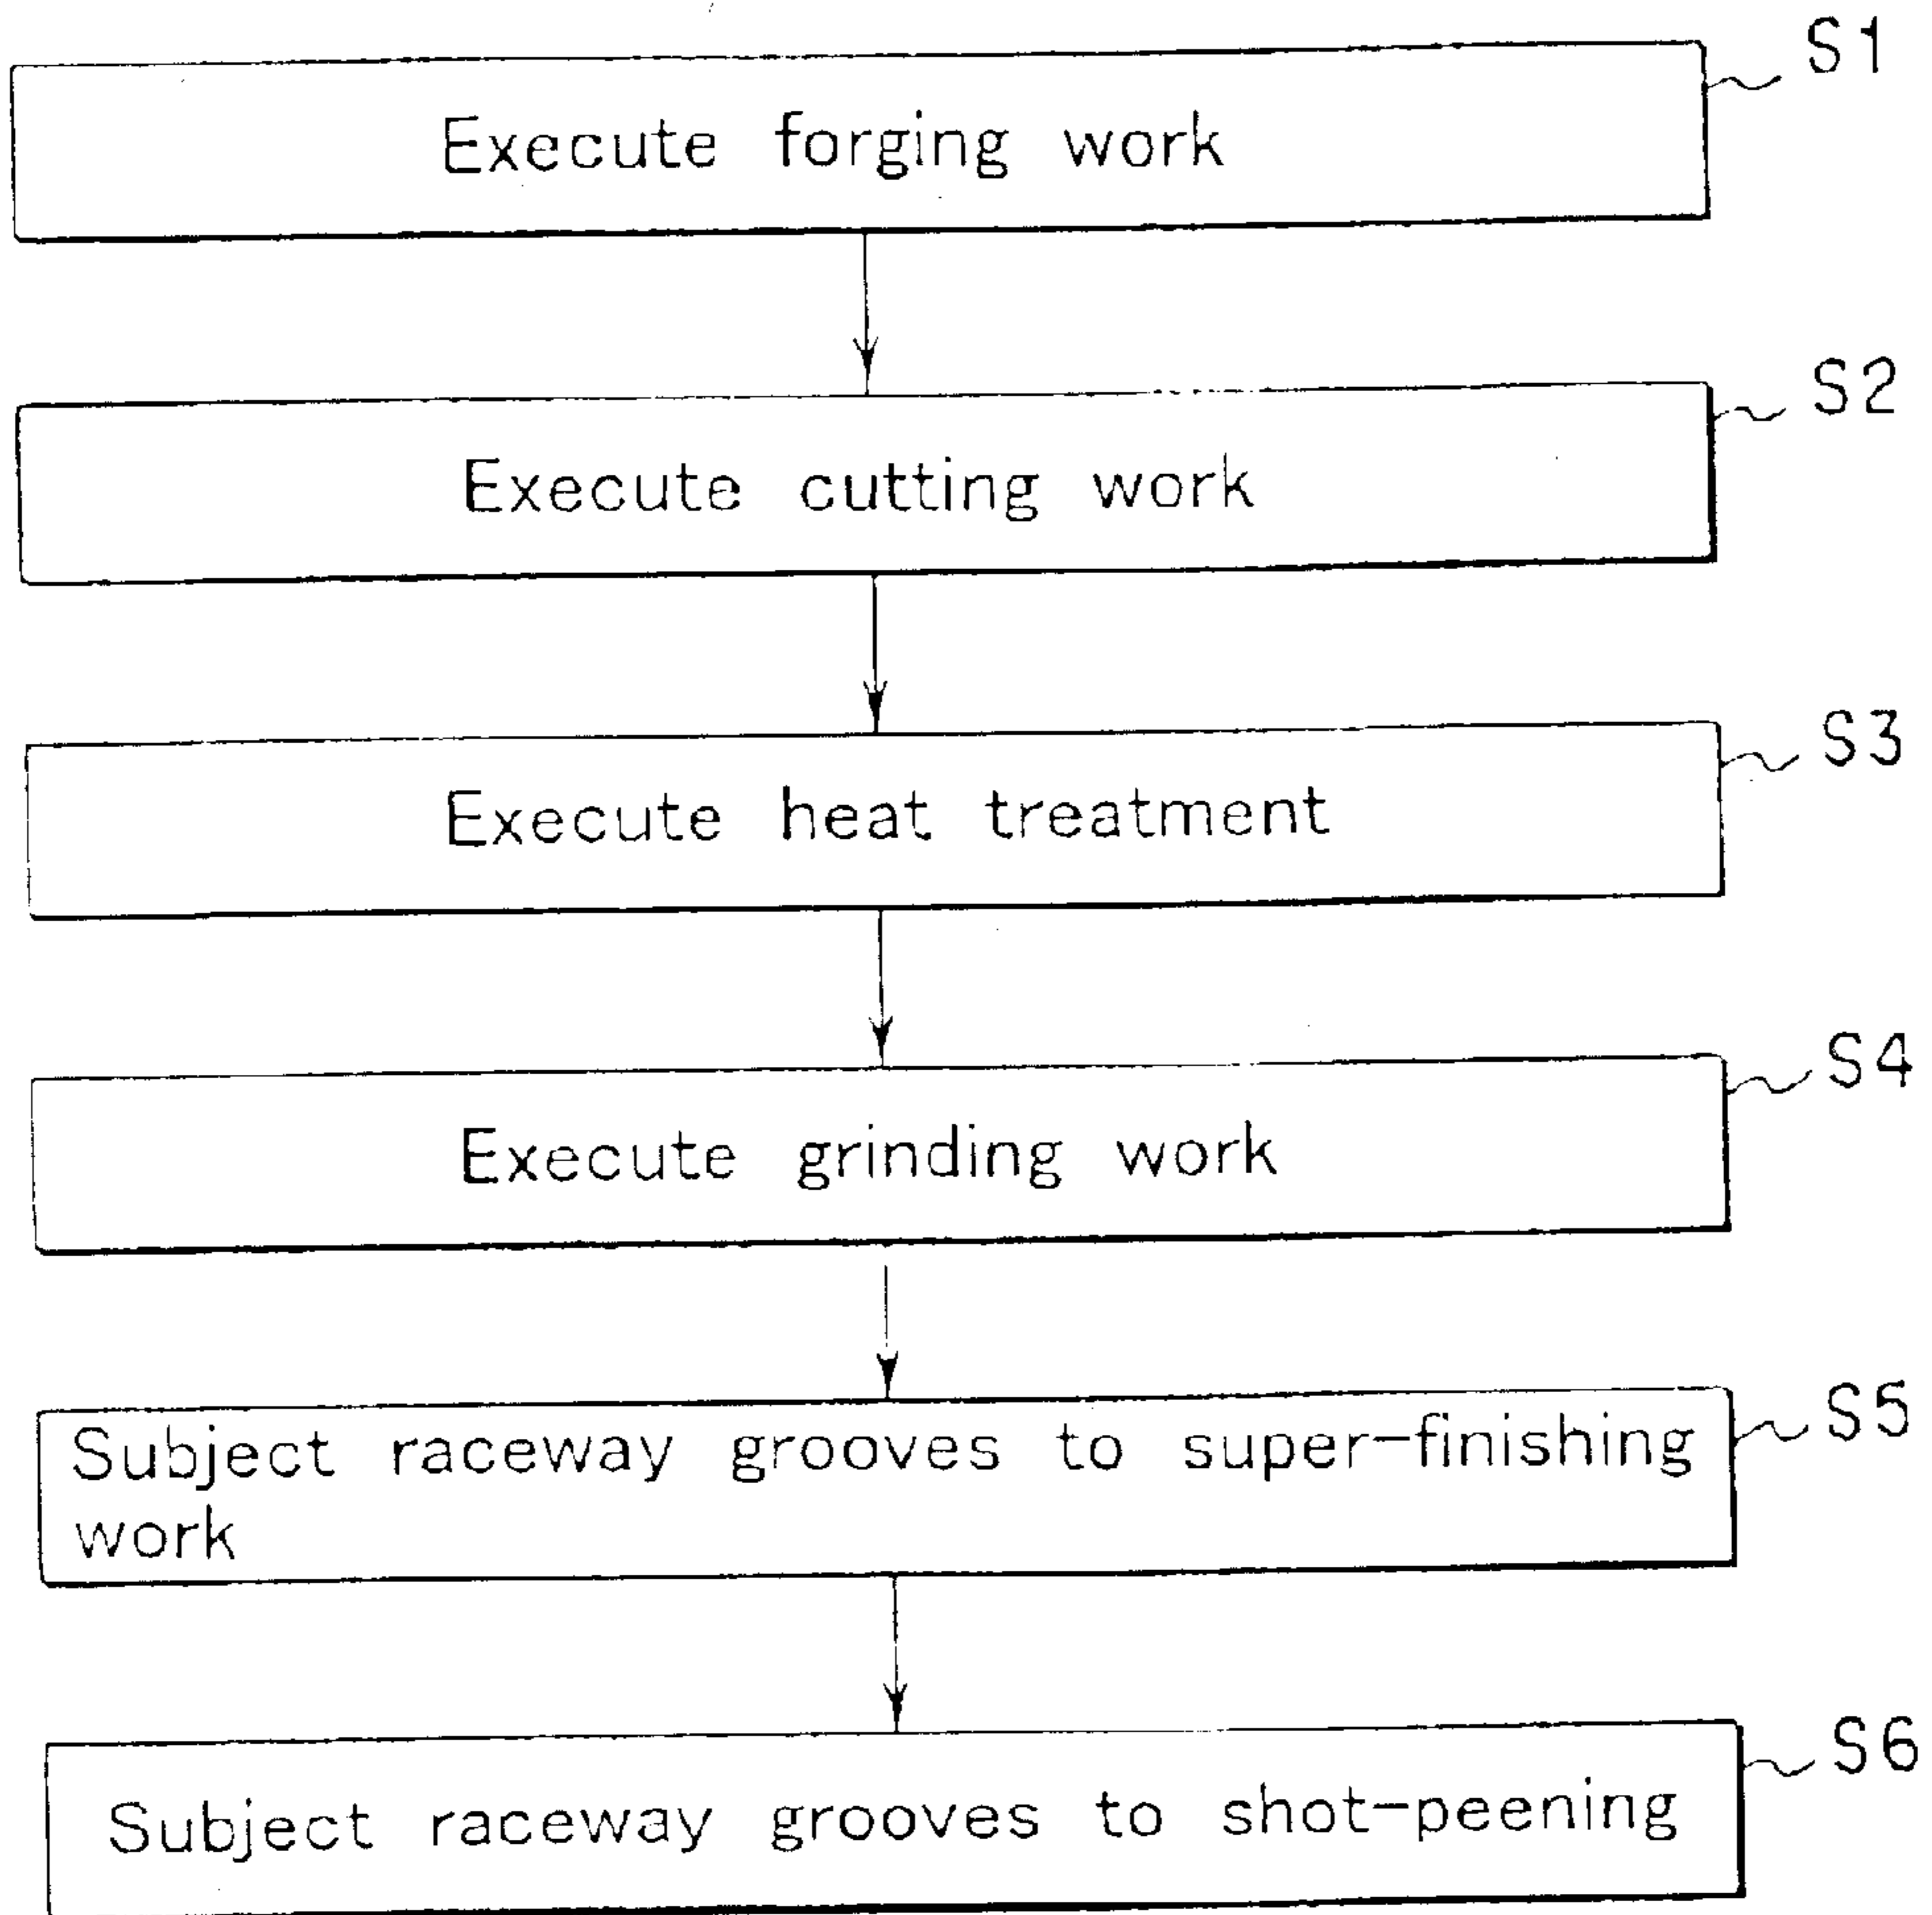 S1
Execute forging work
S2
Execute cutting work
S3
Execute heat treatment
S4
Execute grinding work
S5
Subject raceway grooves to super-finishing
work
S6
Subject raceway grooves to shot-peening